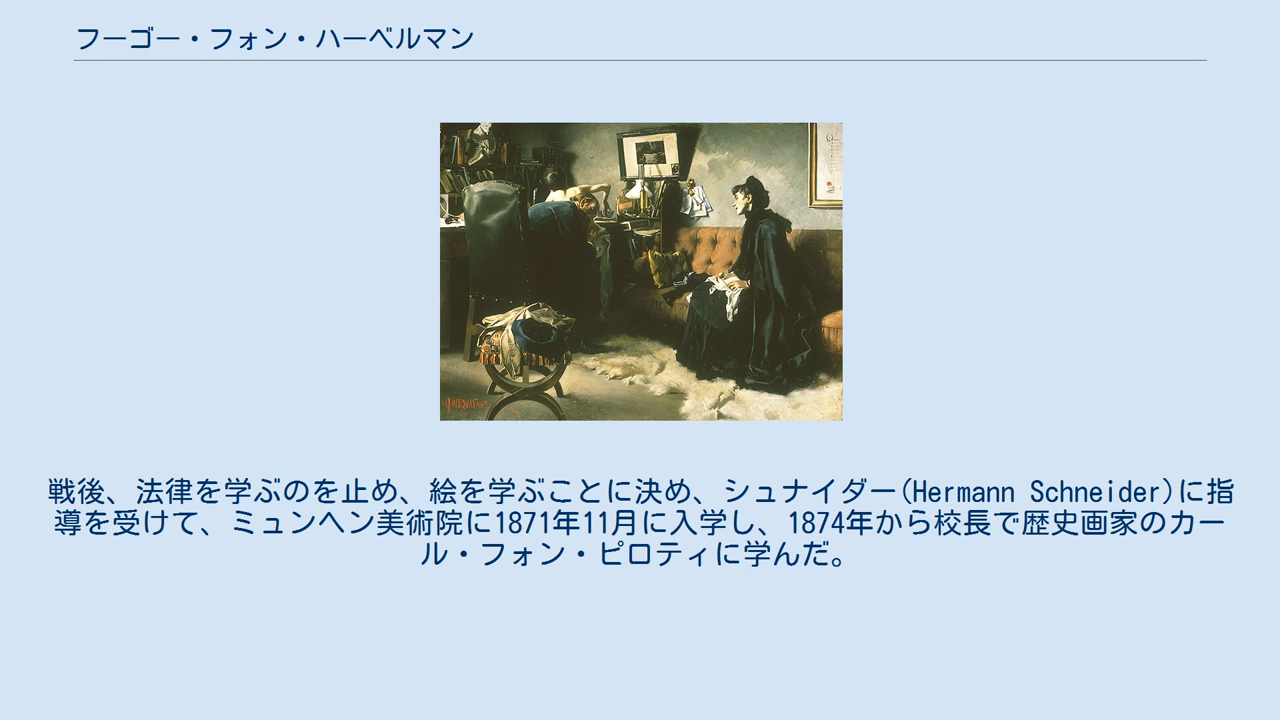 フーゴー・フォン・ハーベルマン
戦後、法律を学ぶのを止め、絵を学ぶことに決め、シュナイダー(Hermann Schneider)に指
導を受けて、ミュンヘン美術院に1871年11月に入学し、1874年から校長で歴史画家のカー
ル・フォン・ピロティに学んだ。